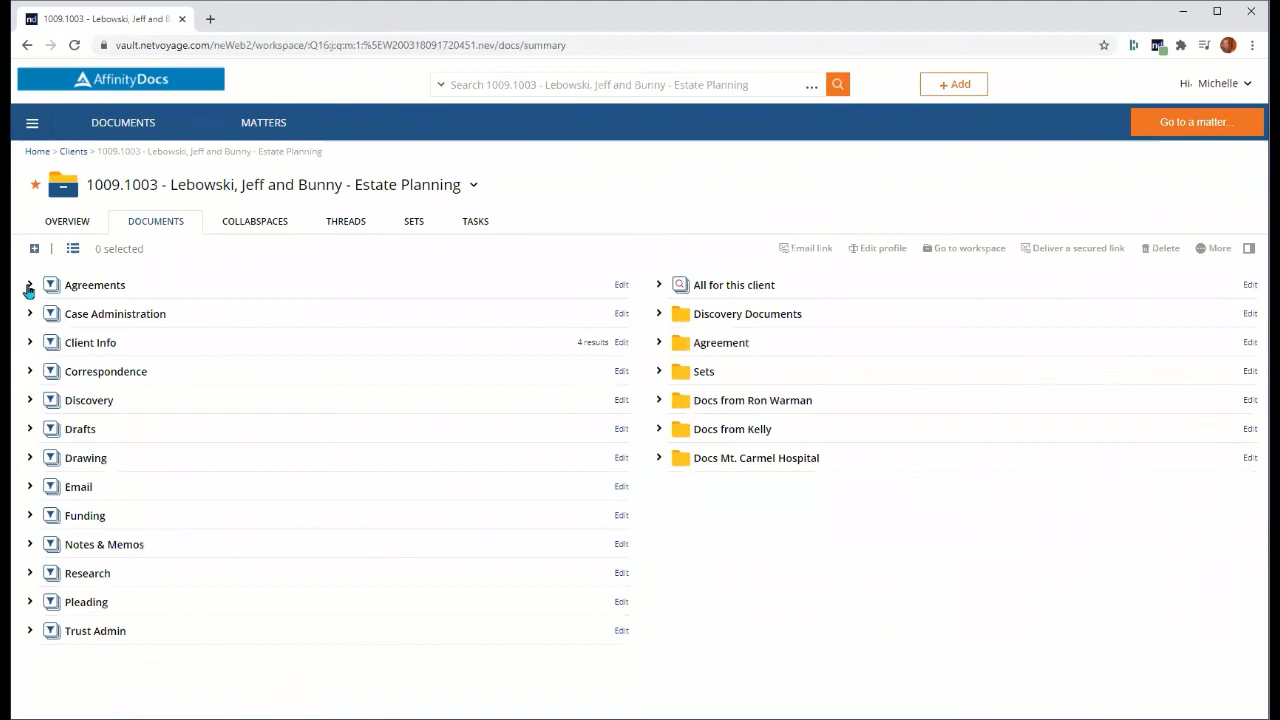 1009.1003 - Lebowski, Jeff and B
vault.netvoyage.com/neWeb2/workspace/:Q16:j:q:m:1:%5EW200318091723451.nev/docs/summary
AffinityDocs
Search 1009.1003 - Lebowski, Jeff and Bunny - Estate Planning
...
+ Add
Hi, Michelle
DOCUMENTS
MATTERS
Go to a matter...
Home > Clients > 1009.1003 - Lebowski, Jeff and Bunny - Estate Planning
1009.1003 - Lebowski, Jeff and Bunny - Estate Planning
OVERVIEW
DOCUMENTS
COLLABSPACES
THREADS
SETS
TASKS
0 selected
Email link
Edit profile
Go to workspace
Deliver a secured link
Delete
More
Agreements Edit
Case Administration Edit
Client Info 4 results Edit
Correspondence Edit
Discovery Edit
Drafts Edit
Drawing Edit
Email Edit
Funding Edit
Notes & Memos Edit
Research Edit
Pleading Edit
Trust Admin Edit
All for this client Edit
Discovery Documents Edit
Agreement Edit
Sets Edit
Docs from Ron Warman Edit
Docs from Kelly Edit
Docs Mt. Carmel Hospital Edit